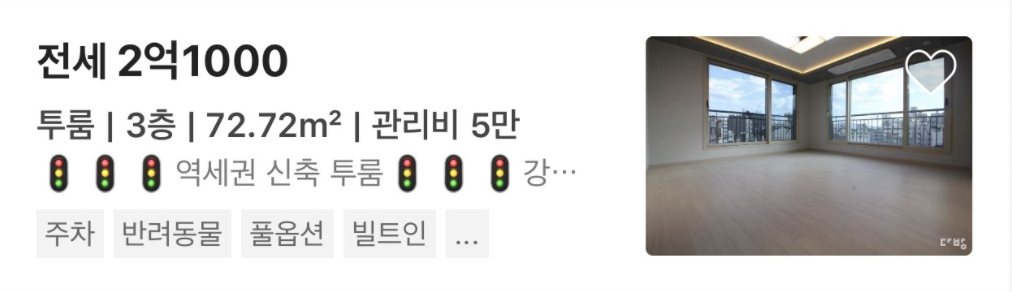 전세 2억1000
투룸 | 3층 | 72.72m² | 관리비 5만
🚦 🚦 🚦 역세권 신축 투룸 🚦 🚦 🚦 강…
주차 반려동물 풀옵션 빌트인 ...
다방